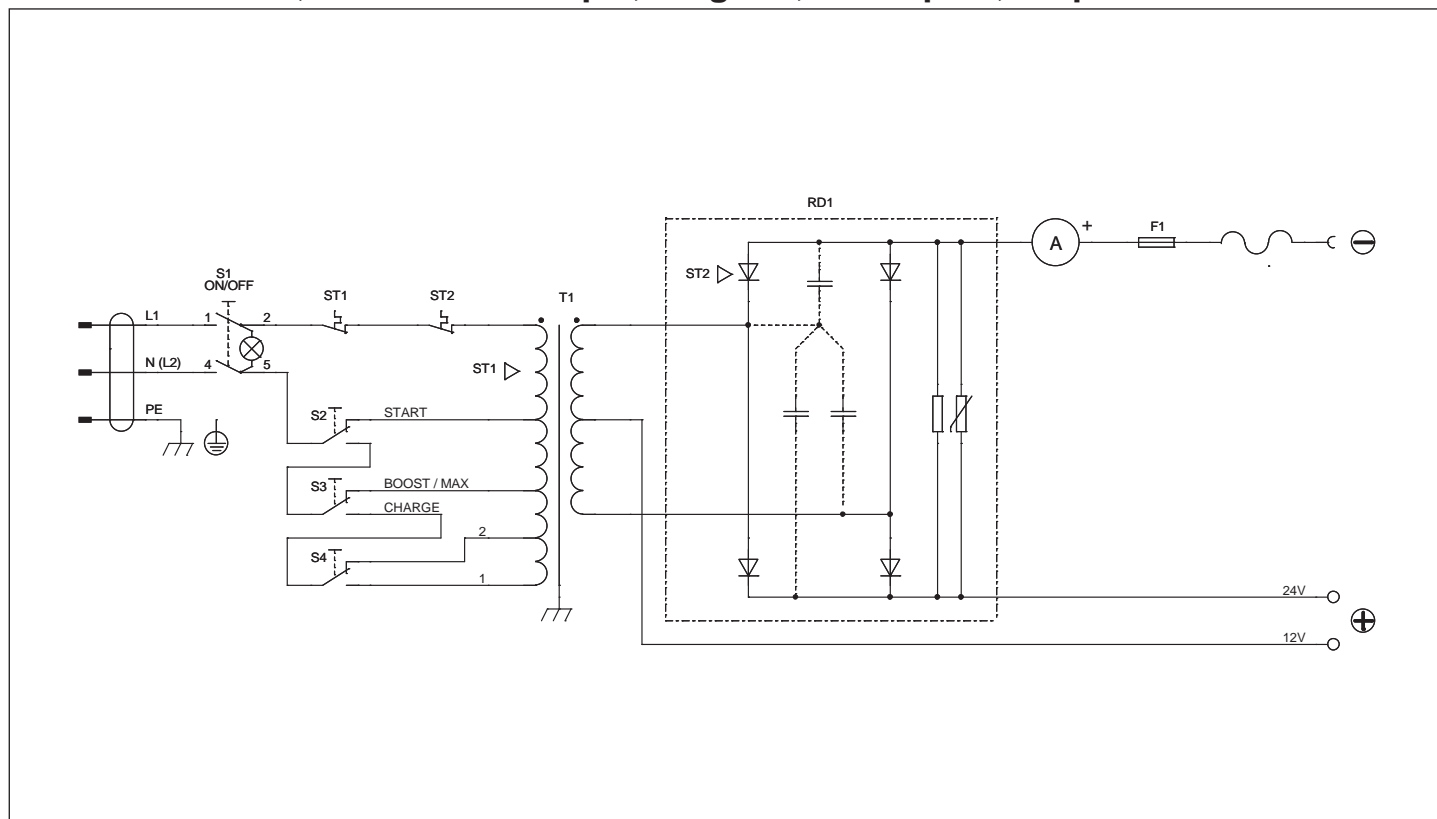 RD1
A
+
F1
ST2
S1
ON/OFF
ST1
ST2
T1
L1
1
2
N (L2)
4
5
ST1
PE
S2
START
S3
BOOST / MAX
CHARGE
2
S4
1
24V
12V